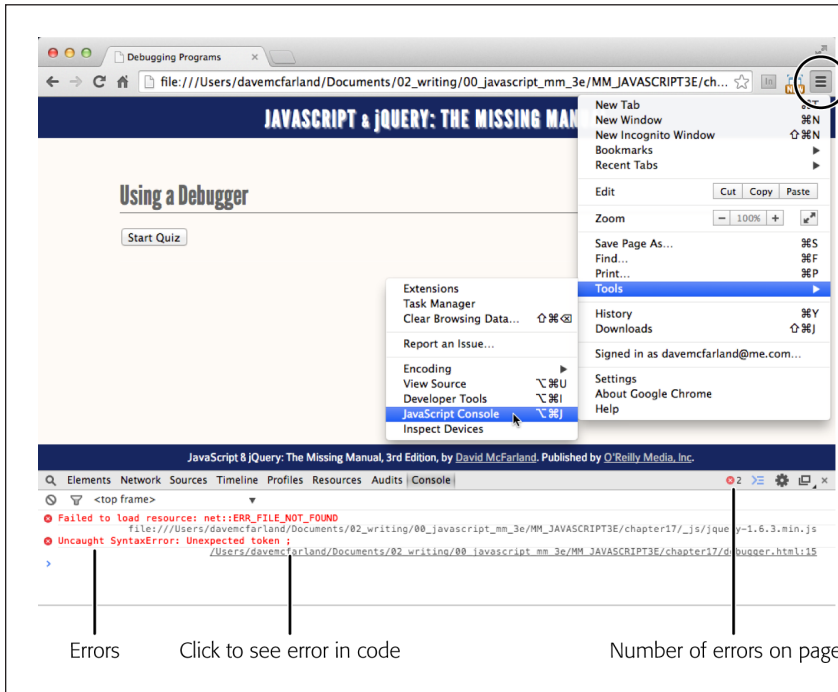 Debugging Programs ×
file:///Users/davemcfarland/Documents/02_writing/00_javascript_mm_3e/MM_JAVASCRIPT3E/ch...
NEW
JAVASCRIPT & jQUERY: THE MISSING MAN
Using a Debugger
Start Quiz
New Tab ⌘T
New Window ⌘N
New Incognito Window ⇧⌘N
Bookmarks ▶
Recent Tabs ▶
Edit Cut Copy Paste
Zoom − 100% +
Save Page As... ⌘S
Find... ⌘F
Print... ⌘P
Tools ▶
History ⌘Y
Downloads ⇧⌘J
Signed in as davemcfarland@me.com...
Settings
About Google Chrome
Help
Extensions
Task Manager
Clear Browsing Data... ⇧⌘⌫
Report an Issue...
Encoding ▶
View Source ⌥⌘U
Developer Tools ⌥⌘I
JavaScript Console ⌥⌘J
Inspect Devices
JavaScript & jQuery: The Missing Manual, 3rd Edition, by David McFarland. Published by O'Reilly Media, Inc.
Elements Network Sources Timeline Profiles Resources Audits Console 2 ×
<top frame> ▼
Failed to load resource: net::ERR_FILE_NOT_FOUND
file:///Users/davemcfarland/Documents/02_writing/00_javascript_mm_3e/MM_JAVASCRIPT3E/chapter17/_js/jquery-1.6.3.min.js
Uncaught SyntaxError: Unexpected token ;
/Users/davemcfarland/Documents/02_writing/00_javascript_mm_3e/MM_JAVASCRIPT3E/chapter17/debugger.html:15
>
Errors
Click to see error in code
Number of errors on page